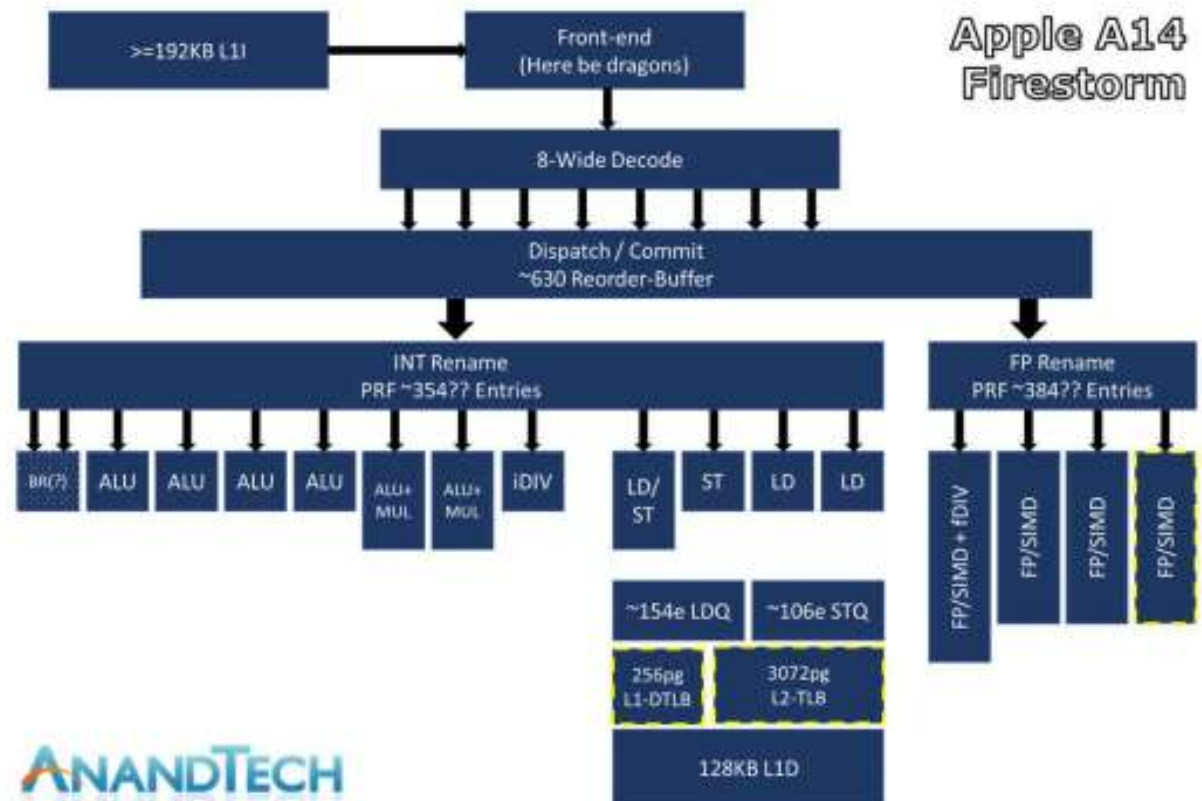 Apple A14
Firestorm
>=192KB L1I
Front-end
(Here be dragons)
8-Wide Decode
Dispatch / Commit
~630 Reorder-Buffer
INT Rename
PRF ~354?? Entries
FP Rename
PRF ~384?? Entries
BR(?)
ALU
ALU
ALU
ALU
ALU+
MUL
ALU+
MUL
iDIV
LD/
ST
ST
LD
LD
FP/SIMD + fDIV
FP/SIMD
FP/SIMD
FP/SIMD
~154e LDQ
~106e STQ
256pg
L1-DTLB
3072pg
L2-TLB
128KB L1D
ANANDTECH